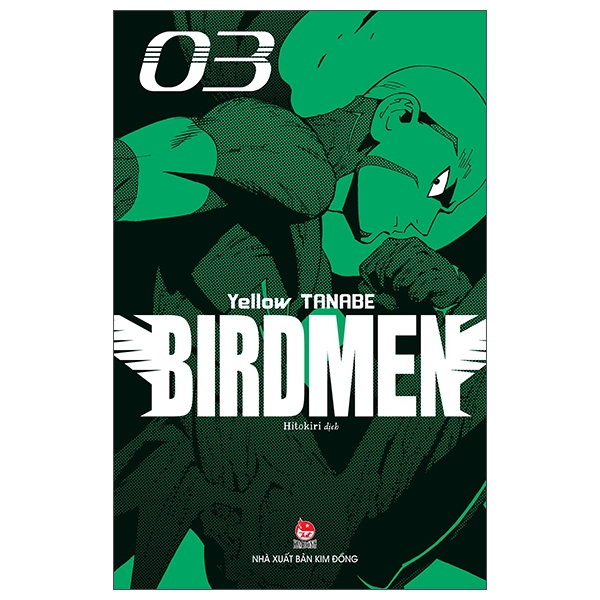 03
Yellow TANABE
BIRDMEN
Hitokiri dịch
NHÀ XUẤT BẢN KIM ĐỒNG